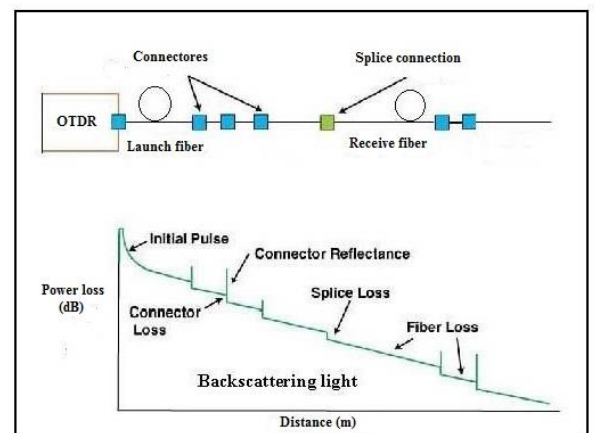 Connectores
Splice connection
OTDR
Launch fiber
Receive fiber
Initial Pulse
Connector Reflectance
Power loss
(dB)
Connector
Loss
Splice Loss
Fiber Loss
Backscattering light
Distance (m)